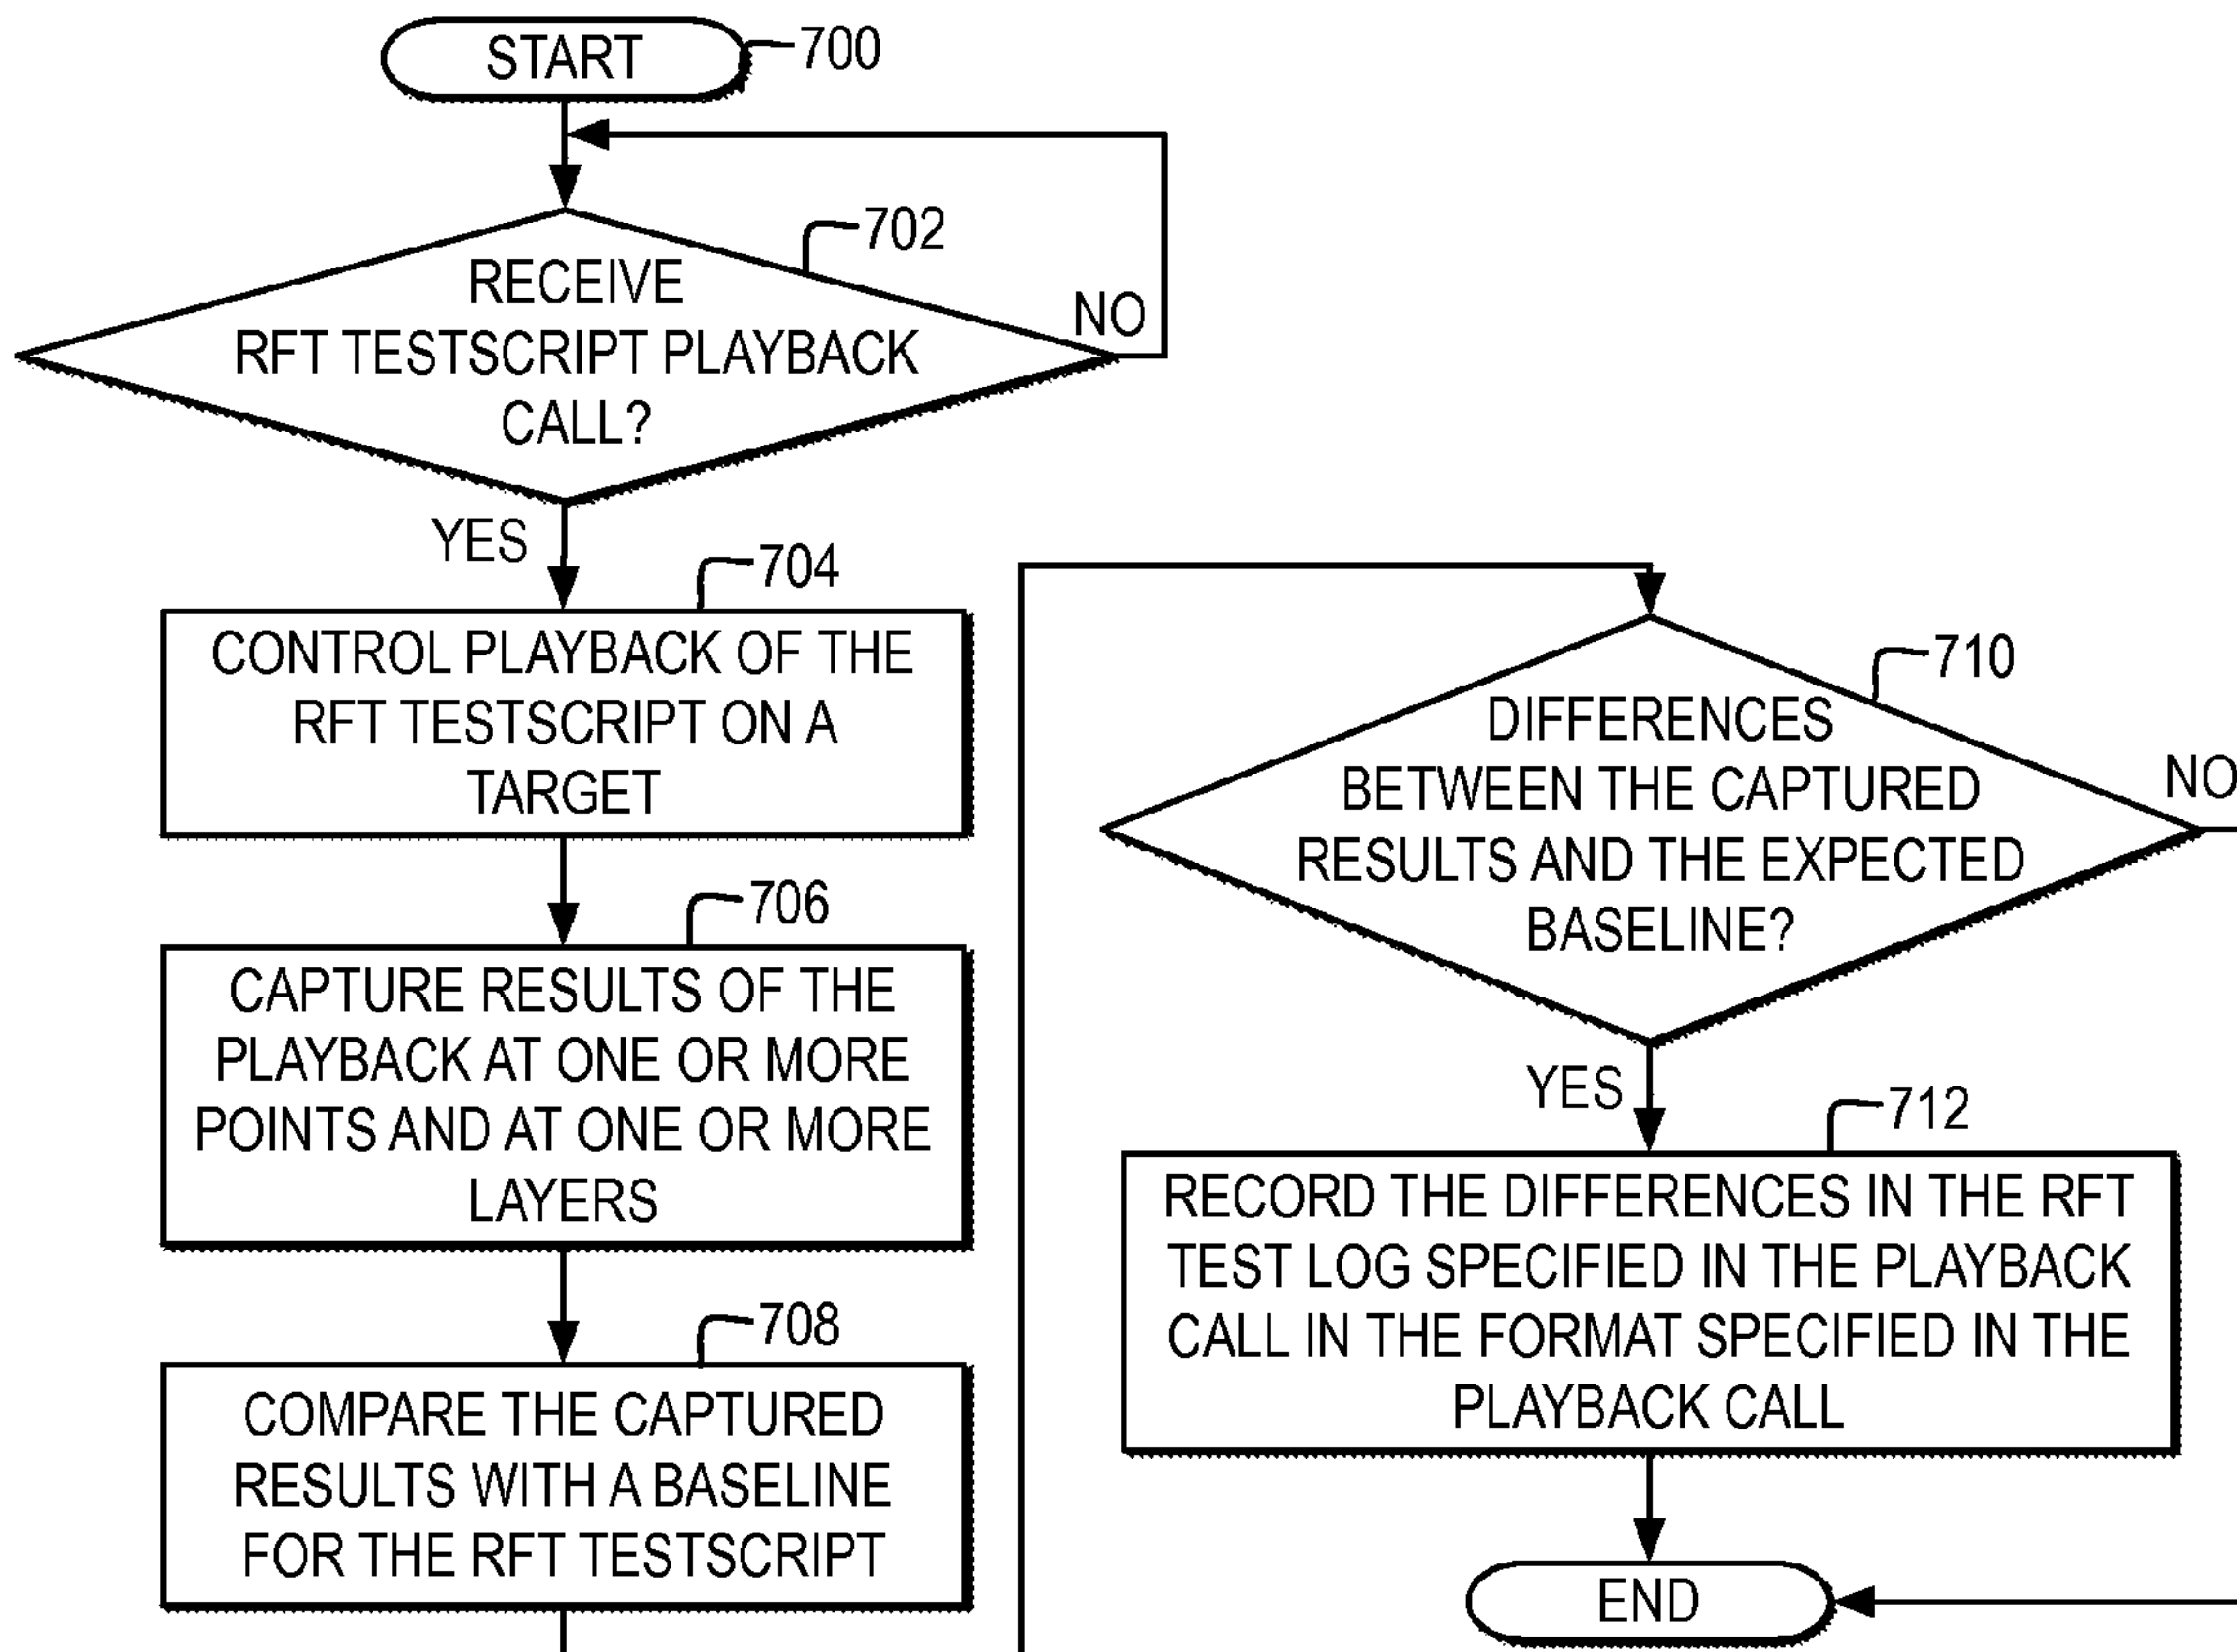 START
700
702
RECEIVE
RFT TESTSCRIPT PLAYBACK
CALL?
NO
YES
704
CONTROL PLAYBACK OF THE
RFT TESTSCRIPT ON A
TARGET
706
CAPTURE RESULTS OF THE
PLAYBACK AT ONE OR MORE
POINTS AND AT ONE OR MORE
LAYERS
708
COMPARE THE CAPTURED
RESULTS WITH A BASELINE
FOR THE RFT TESTSCRIPT
710
DIFFERENCES
BETWEEN THE CAPTURED
RESULTS AND THE EXPECTED
BASELINE?
NO
YES
712
RECORD THE DIFFERENCES IN THE RFT
TEST LOG SPECIFIED IN THE PLAYBACK
CALL IN THE FORMAT SPECIFIED IN THE
PLAYBACK CALL
END